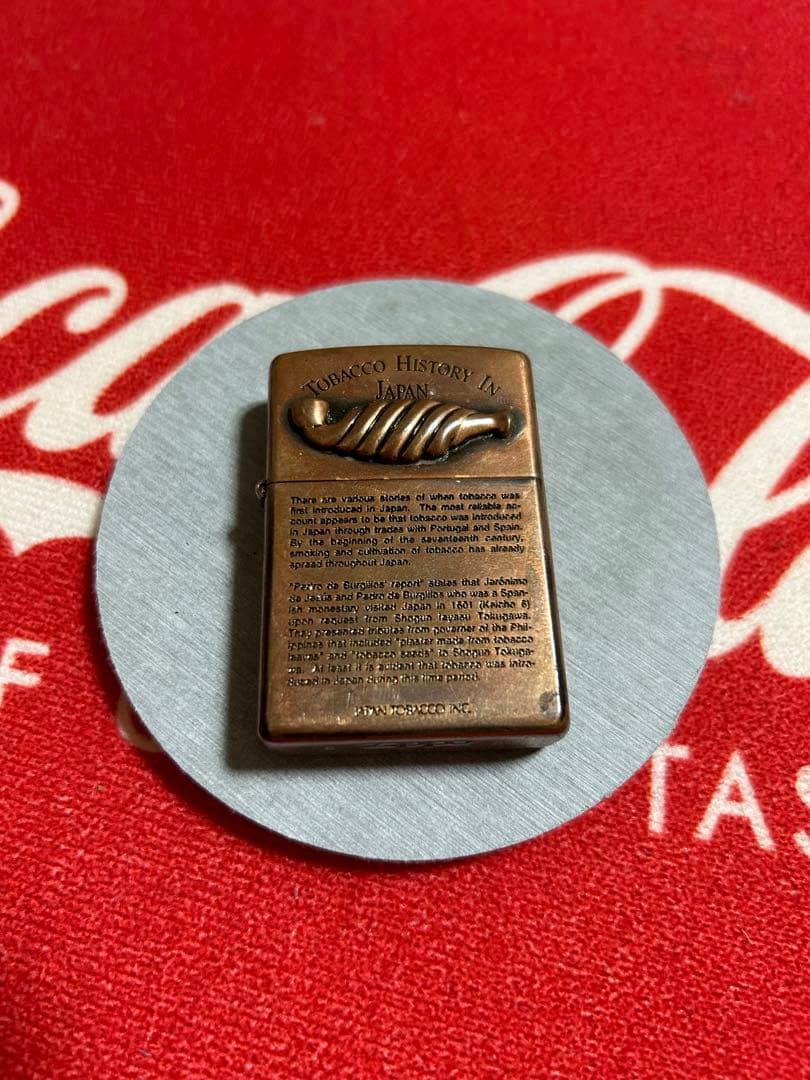 TOBACCO HISTORY IN
JAPAN
There are various stories of when tobacco was
first introduced in Japan. The most reliable ac-
count appears to be that tobacco was introduced
in Japan through trades with Portugal and Spain.
By the beginning of the seventeenth century,
smoking and cultivation of tobacco has already
spread throughout Japan.
"Pedro de Burgillos' report" states that Jerónimo
de Jesús and Pedro de Burgillos who was a Span-
ish monestary visited Japan in 1601 (Keicho 6)
upon request from Shogun Iayasu Tokugawa.
They presented tributes from governer of the Phil-
ippines that included "plaster made from tobacco
leaves" and "tobacco seeds" to Shogun Tokuga-
wa. At least it is evident that tobacco was intro-
duced in Japan during this time period.
JAPAN TOBACCO INC.
F
TAS